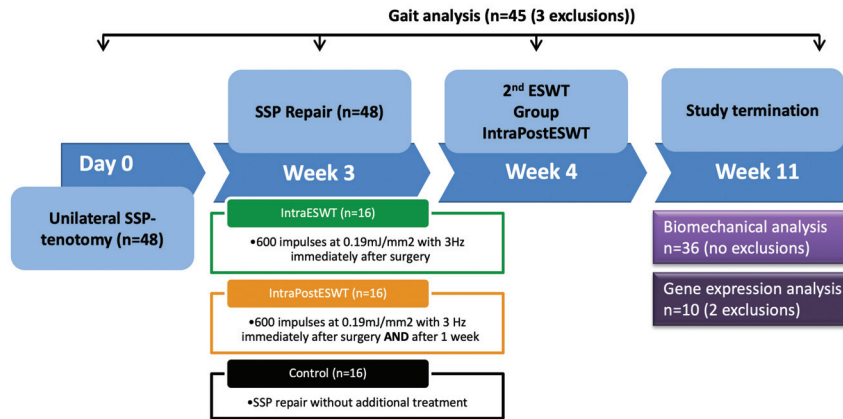 Gait analysis (n=45 (3 exclusions))
SSP Repair (n=48)
2nd ESWT
Group
IntraPostESWT
Study termination
Day 0
Week 3
Week 4
Week 11
Unilateral SSP-
tenotomy (n=48)
IntraESWT (n=16)
•600 impulses at 0.19mJ/mm2 with 3Hz
immediately after surgery
IntraPostESWT (n=16)
•600 impulses at 0.19mJ/mm2 with 3 Hz
immediately after surgery AND after 1 week
Control (n=16)
•SSP repair without additional treatment
Biomechanical analysis
n=36 (no exclusions)
Gene expression analysis
n=10 (2 exclusions)